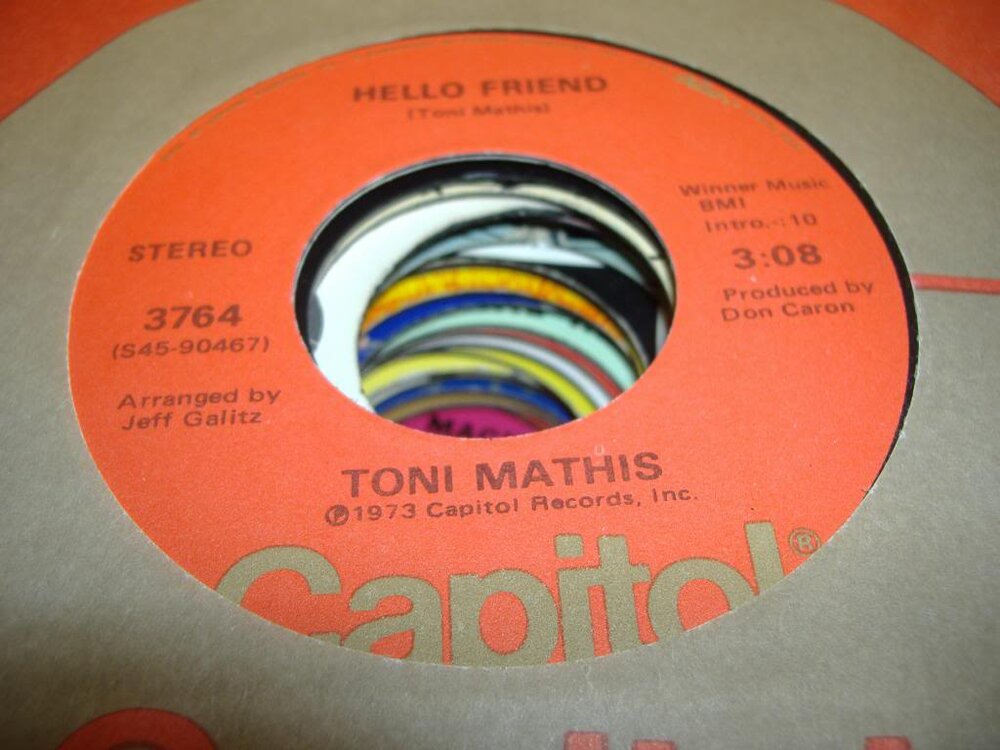 HELLO FRIEND
(Toni Mathis)
STEREO
3764
(S45-90467)
Arranged by
Jeff Galitz
Winner Music
BMI
Intro.-:10
3:08
Produced by
Don Caron
TONI MATHIS
℗1973 Capitol Records, Inc.
Capitol®